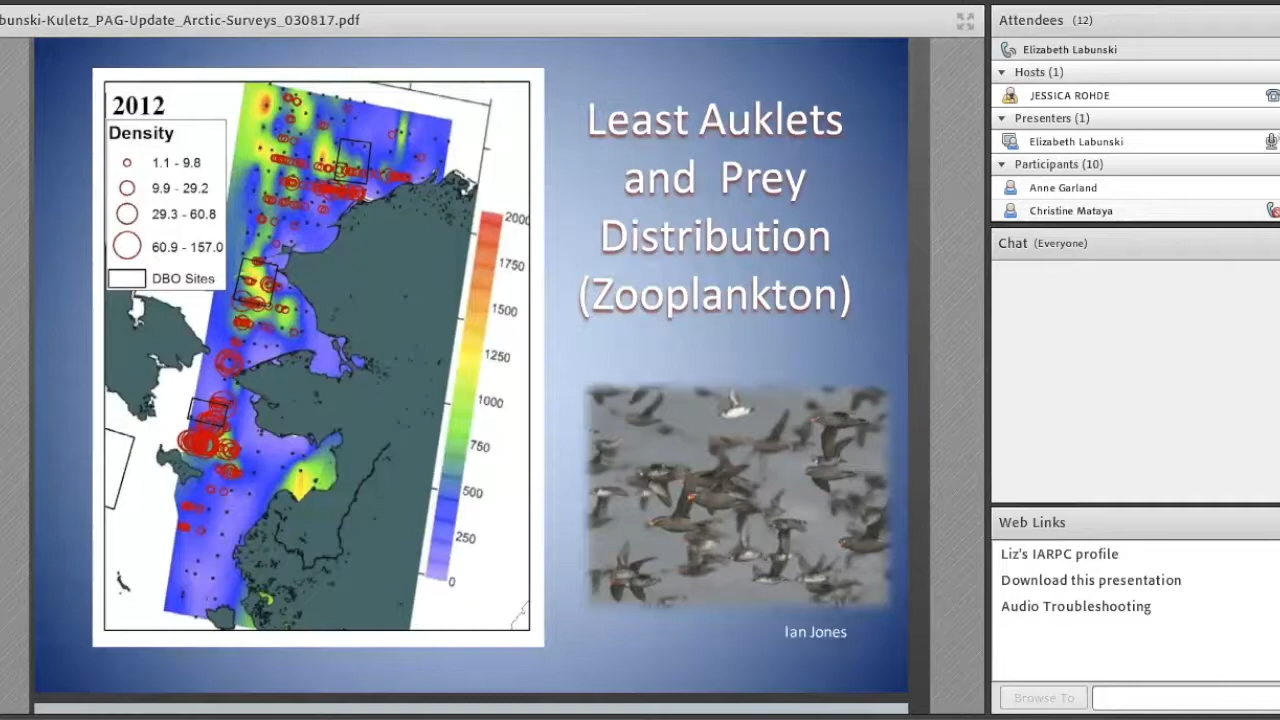 bunski-Kuletz_PAG-Update_Arctic-Surveys_030817.pdf
2012
Density
1.1 - 9.8
9.9 - 29.2
29.3 - 60.8
60.9 - 157.0
DBO Sites
2000
1750
1500
1250
1000
750
500
250
0
Least Auklets
and Prey
Distribution
(Zooplankton)
Ian Jones
Attendees (12)
Elizabeth Labunski
Hosts (1)
JESSICA ROHDE
Presenters (1)
Elizabeth Labunski
Participants (10)
Anne Garland
Christine Mataya
Chat (Everyone)
Web Links
Liz's IARPC profile
Download this presentation
Audio Troubleshooting
Browse To